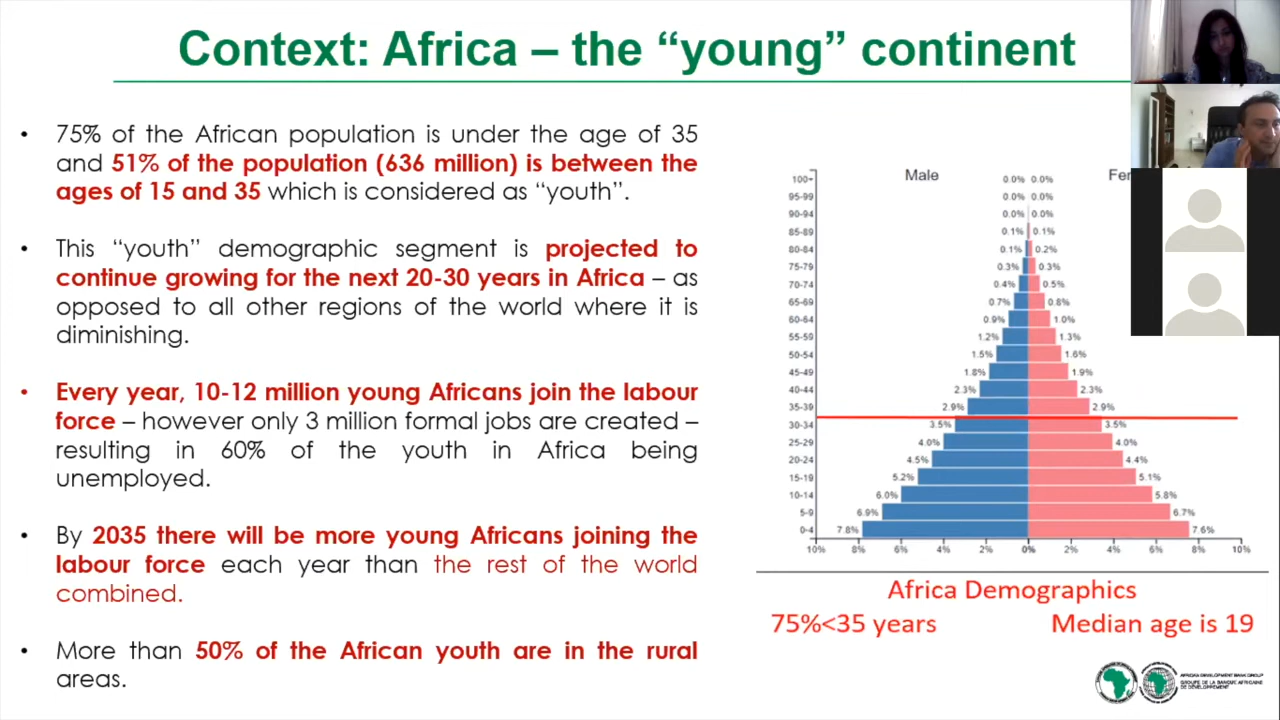 Context: Africa – the “young” continent
• 75% of the African population is under the age of 35
and 51% of the population (636 million) is between the
ages of 15 and 35 which is considered as “youth”.
• This “youth” demographic segment is projected to
continue growing for the next 20-30 years in Africa – as
opposed to all other regions of the world where it is
diminishing.
• Every year, 10-12 million young Africans join the labour
force – however only 3 million formal jobs are created –
resulting in 60% of the youth in Africa being
unemployed.
• By 2035 there will be more young Africans joining the
labour force each year than the rest of the world
combined.
• More than 50% of the African youth are in the rural
areas.
Male Fem
100+ 0.0% 0.0%
95-99 0.0% 0.0%
90-94 0.0% 0.0%
85-89 0.1% 0.1%
80-84 0.1% 0.2%
75-79 0.3% 0.3%
70-74 0.4% 0.5%
65-69 0.7% 0.8%
60-64 0.9% 1.0%
55-59 1.2% 1.3%
50-54 1.5% 1.6%
45-49 1.8% 1.9%
40-44 2.3% 2.3%
35-39 2.9% 2.9%
30-34 3.5% 3.5%
25-29 4.0% 4.0%
20-24 4.5% 4.4%
15-19 5.2% 5.1%
10-14 6.0% 5.8%
5-9 6.9% 6.7%
0-4 7.8% 7.6%
10% 8% 6% 4% 2% 0% 2% 4% 6% 8% 10%
Africa Demographics
75%<35 years Median age is 19
AFRICAN DEVELOPMENT BANK GROUP
GROUPE DE LA BANQUE AFRICAINE
DE DÉVELOPPEMENT